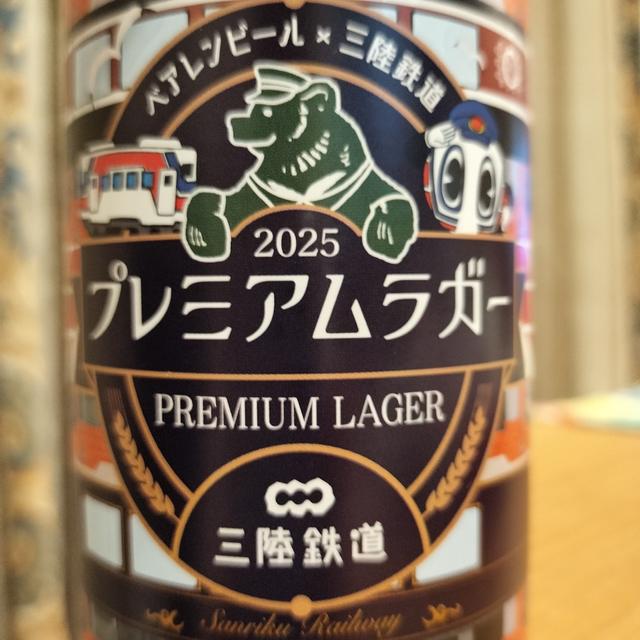 ベアレンビール × 三陸鉄道
2025
プレミアムラガー
PREMIUM LAGER
三陸鉄道
Sanriku Railway